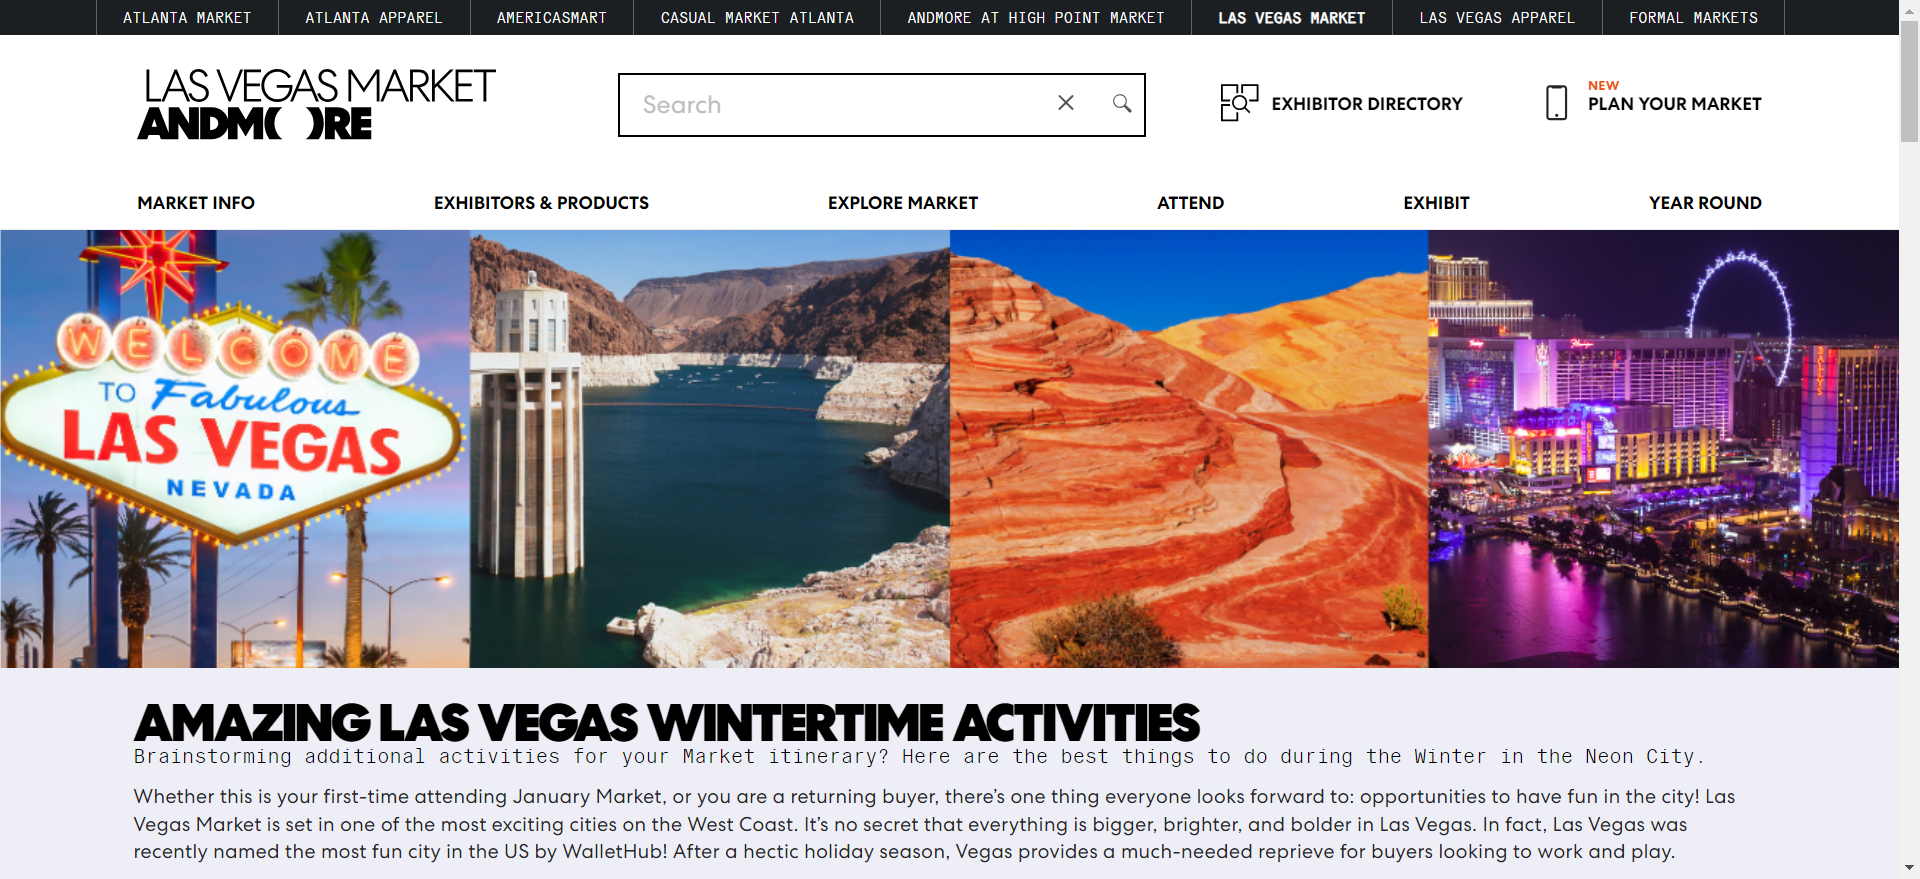 ATLANTA MARKET
ATLANTA APPAREL
AMERICASMART
CASUAL MARKET ATLANTA
ANDMORE AT HIGH POINT MARKET
LAS VEGAS MARKET
LAS VEGAS APPAREL
FORMAL MARKETS
LAS VEGAS MARKET
ANDMORE
Search
EXHIBITOR DIRECTORY
NEW
PLAN YOUR MARKET
MARKET INFO
EXHIBITORS & PRODUCTS
EXPLORE MARKET
ATTEND
EXHIBIT
YEAR ROUND
WELCOME
TO Fabulous
LAS VEGAS
NEVADA
AMAZING LAS VEGAS WINTERTIME ACTIVITIES
Brainstorming additional activities for your Market itinerary? Here are the best things to do during the Winter in the Neon City.
Whether this is your first-time attending January Market, or you are a returning buyer, there's one thing everyone looks forward to: opportunities to have fun in the city! Las
Vegas Market is set in one of the most exciting cities on the West Coast. It's no secret that everything is bigger, brighter, and bolder in Las Vegas. In fact, Las Vegas was
recently named the most fun city in the US by WalletHub! After a hectic holiday season, Vegas provides a much-needed reprieve for buyers looking to work and play.